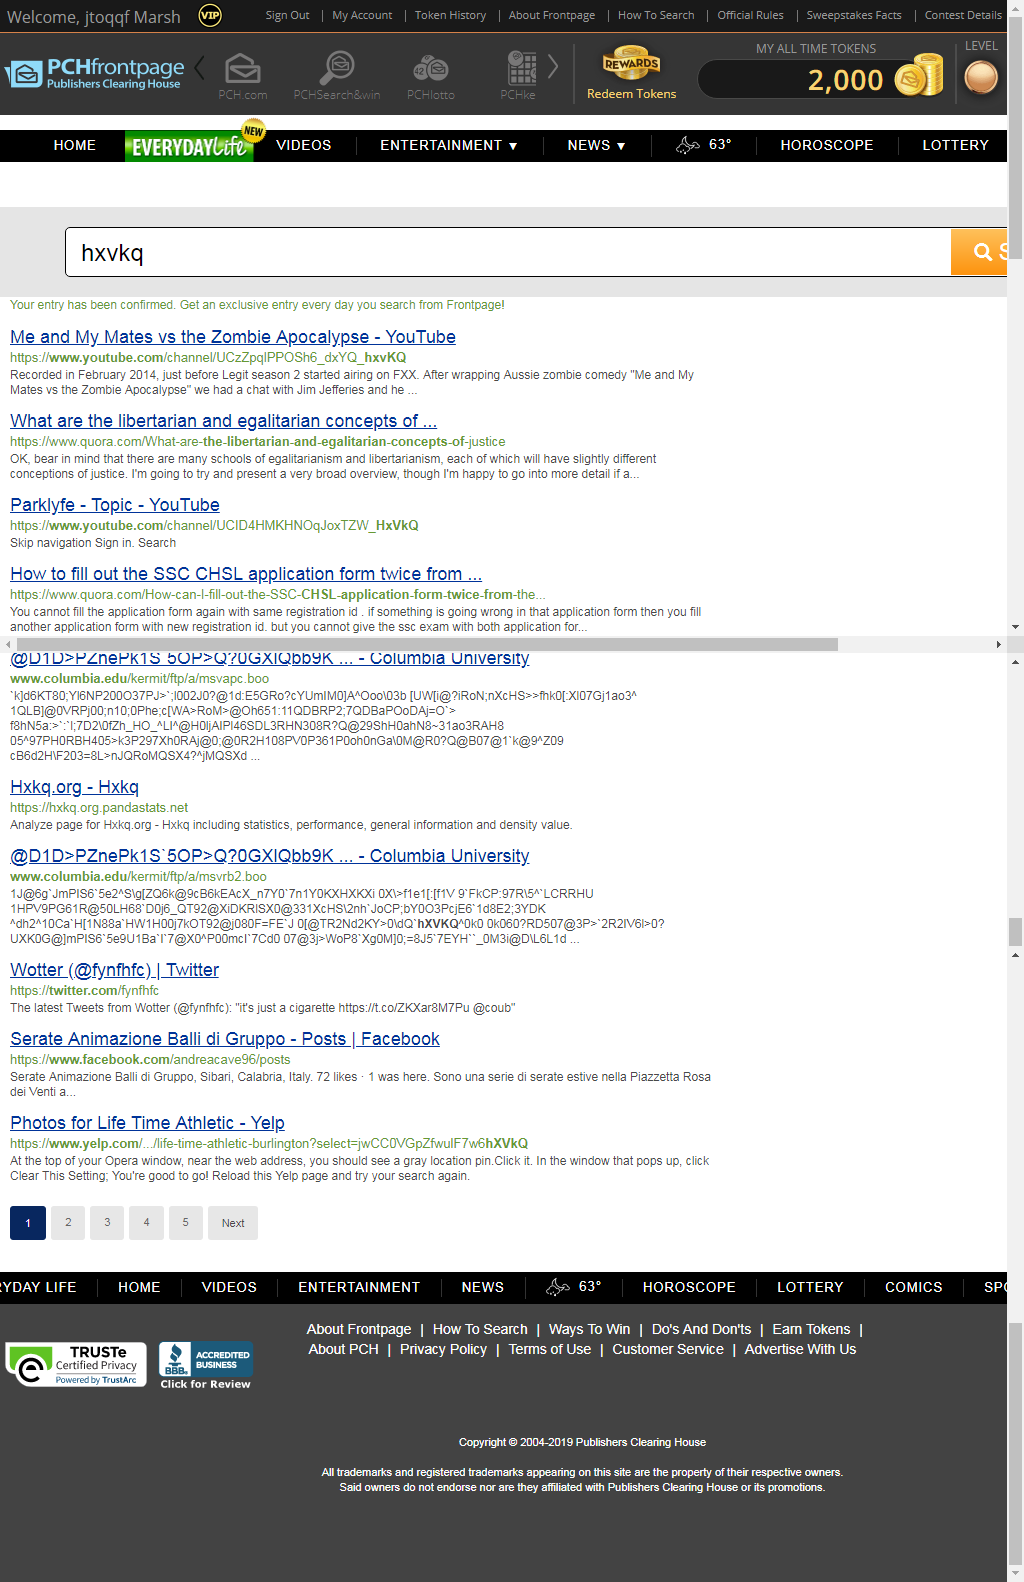 Welcome, jtoqqf Marsh VIP Sign Out | My Account | Token History | About Frontpage | How To Search | Official Rules | Sweepstakes Facts | Contest Details
PCHfrontpage
Publishers Clearing House
PCH.com PCHSearch&win PCHlotto PCHke
REWARDS
Redeem Tokens
MY ALL TIME TOKENS
2,000
LEVEL
HOME EVERYDAY Life NEW VIDEOS ENTERTAINMENT ▼ NEWS ▼ 63° HOROSCOPE LOTTERY
hxvkq
Your entry has been confirmed. Get an exclusive entry every day you search from Frontpage!
Me and My Mates vs the Zombie Apocalypse - YouTube
https://www.youtube.com/channel/UCzZpqlPPOSh6_dxYQ_hxvKQ
Recorded in February 2014, just before Legit season 2 started airing on FXX. After wrapping Aussie zombie comedy "Me and My
Mates vs the Zombie Apocalypse" we had a chat with Jim Jefferies and he ...
What are the libertarian and egalitarian concepts of ...
https://www.quora.com/What-are-the-libertarian-and-egalitarian-concepts-of-justice
OK, bear in mind that there are many schools of egalitarianism and libertarianism, each of which will have slightly different
conceptions of justice. I'm going to try and present a very broad overview, though I'm happy to go into more detail if a...
Parklyfe - Topic - YouTube
https://www.youtube.com/channel/UCID4HMKHNOqJoxTZW_HxVkQ
Skip navigation Sign in. Search
How to fill out the SSC CHSL application form twice from ...
https://www.quora.com/How-can-I-fill-out-the-SSC-CHSL-application-form-twice-from-the...
You cannot fill the application form again with same registration id . if something is going wrong in that application form then you fill
another application form with new registration id. but you cannot give the ssc exam with both application for...
@D1D>PZnePk1S`5OP>Q?0GXlQbb9K ... - Columbia University
www.columbia.edu/kermit/ftp/a/msvapc.boo
`k]d6KT80;Yl6NP200O37PJ>`;l002J0?@1d:E5GRo?cYUmIM0]A^Ooo\03b [UW[i@?iRoN;nXcHS>>fhk0[:Xl07Gj1ao3^
1QLB]@0VRPj00;n10;0Phe;c[WA>RoM>@Oh651:11QDBRP2;7QDBaPOoDAj=O`>
f8hN5a:>`:`l;7D2\0fZh_HO_^LI^@H0ljAlPI46SDL3RHN308R?Q@29ShH0ahN8~31ao3RAH8
05^97PH0RBH405>k3P297Xh0RAj@0;@0R2H108PV0P361P0oh0nGa\0M@R0?Q@B07@1`k@9^Z09
cB6d2H\F203=8L>nJQRoMQSX4?^jMQSXd ...
Hxkq.org - Hxkq
https://hxkq.org.pandastats.net
Analyze page for Hxkq.org - Hxkq including statistics, performance, general information and density value.
@D1D>PZnePk1S`5OP>Q?0GXlQbb9K ... - Columbia University
www.columbia.edu/kermit/ftp/a/msvrb2.boo
1J@6g`JmPIS6`5e2^S\g[ZQ6k@9cB6kEAcX_n7Y0`7n1Y0KXHXKXi 0X\>f1e1[:[f1V 9`FkCP:97R\5^`LCRRHU
1HPV9PG61R@50LH68`D0j6_QT92@XiDKRlSX0@331XcHS\2nh`JoCP;bY0O3PcjE6`1d8E2;3YDK
^dh2^10Ca`H[1N88a`HW1H00j7kOT92@j080F=FE`J 0[@TR2Nd2KY>0\dQ`hXVKQ^0k0 0k060?RD507@3P>`2R2IV6l>0?
UXK0G@]mPIS6`5e9U1Ba`I`7@X0^P00mcI`7Cd0 07@3j>WoP8`Xg0M]0;=8J5`7EYH``_0M3i@D\L6L1d ...
Wotter (@fynfhfc) | Twitter
https://twitter.com/fynfhfc
The latest Tweets from Wotter (@fynfhfc): "it's just a cigarette https://t.co/ZKXar8M7Pu @coub"
Serate Animazione Balli di Gruppo - Posts | Facebook
https://www.facebook.com/andreacave96/posts
Serate Animazione Balli di Gruppo, Sibari, Calabria, Italy. 72 likes · 1 was here. Sono una serie di serate estive nella Piazzetta Rosa
dei Venti a...
Photos for Life Time Athletic - Yelp
https://www.yelp.com/.../life-time-athletic-burlington?select=jwCC0VGpZfwulF7w6hXVkQ
At the top of your Opera window, near the web address, you should see a gray location pin.Click it. In the window that pops up, click
Clear This Setting; You're good to go! Reload this Yelp page and try your search again.
1 2 3 4 5 Next
RYDAY LIFE HOME VIDEOS ENTERTAINMENT NEWS 63° HOROSCOPE LOTTERY COMICS SPO
About Frontpage | How To Search | Ways To Win | Do's And Don'ts | Earn Tokens |
About PCH | Privacy Policy | Terms of Use | Customer Service | Advertise With Us
TRUSTe
Certified Privacy
Powered by TrustArc
BBB ACCREDITED BUSINESS
Click for Review
Copyright © 2004-2019 Publishers Clearing House
All trademarks and registered trademarks appearing on this site are the property of their respective owners.
Said owners do not endorse nor are they affiliated with Publishers Clearing House or its promotions.